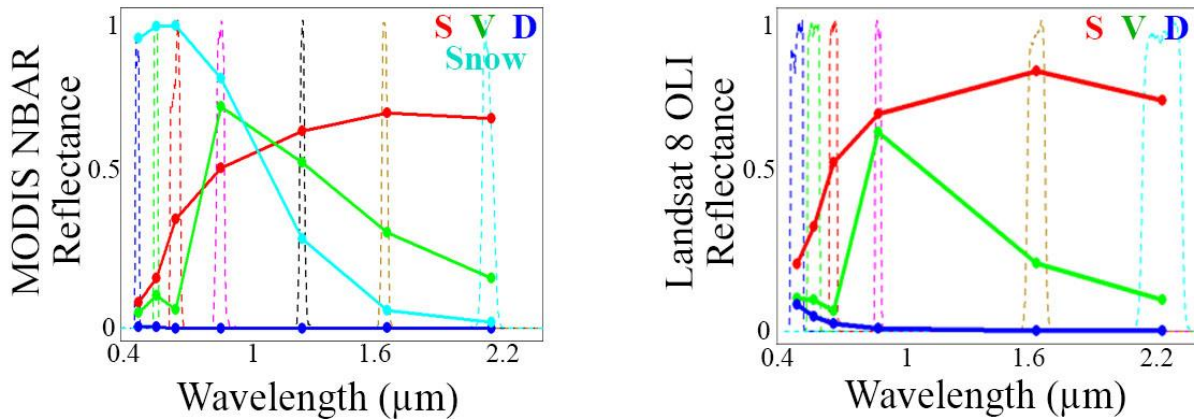 MODIS NBAR
Reflectance
1
0.5
0
S V D
Snow
0.4 1 1.6 2.2
Wavelength (µm)
Landsat 8 OLI
Reflectance
1
0.5
0
S V D
0.4 1 1.6 2.2
Wavelength (µm)